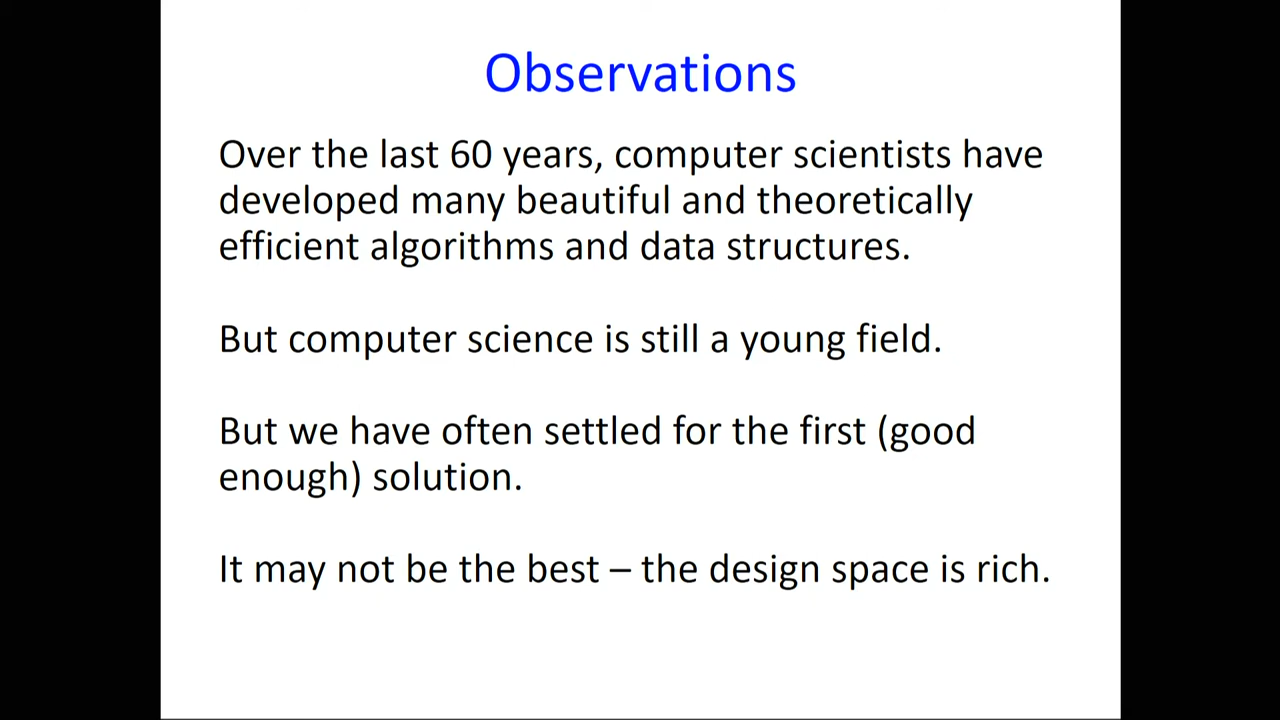 Observations
Over the last 60 years, computer scientists have
developed many beautiful and theoretically
efficient algorithms and data structures.
But computer science is still a young field.
But we have often settled for the first (good
enough) solution.
It may not be the best – the design space is rich.